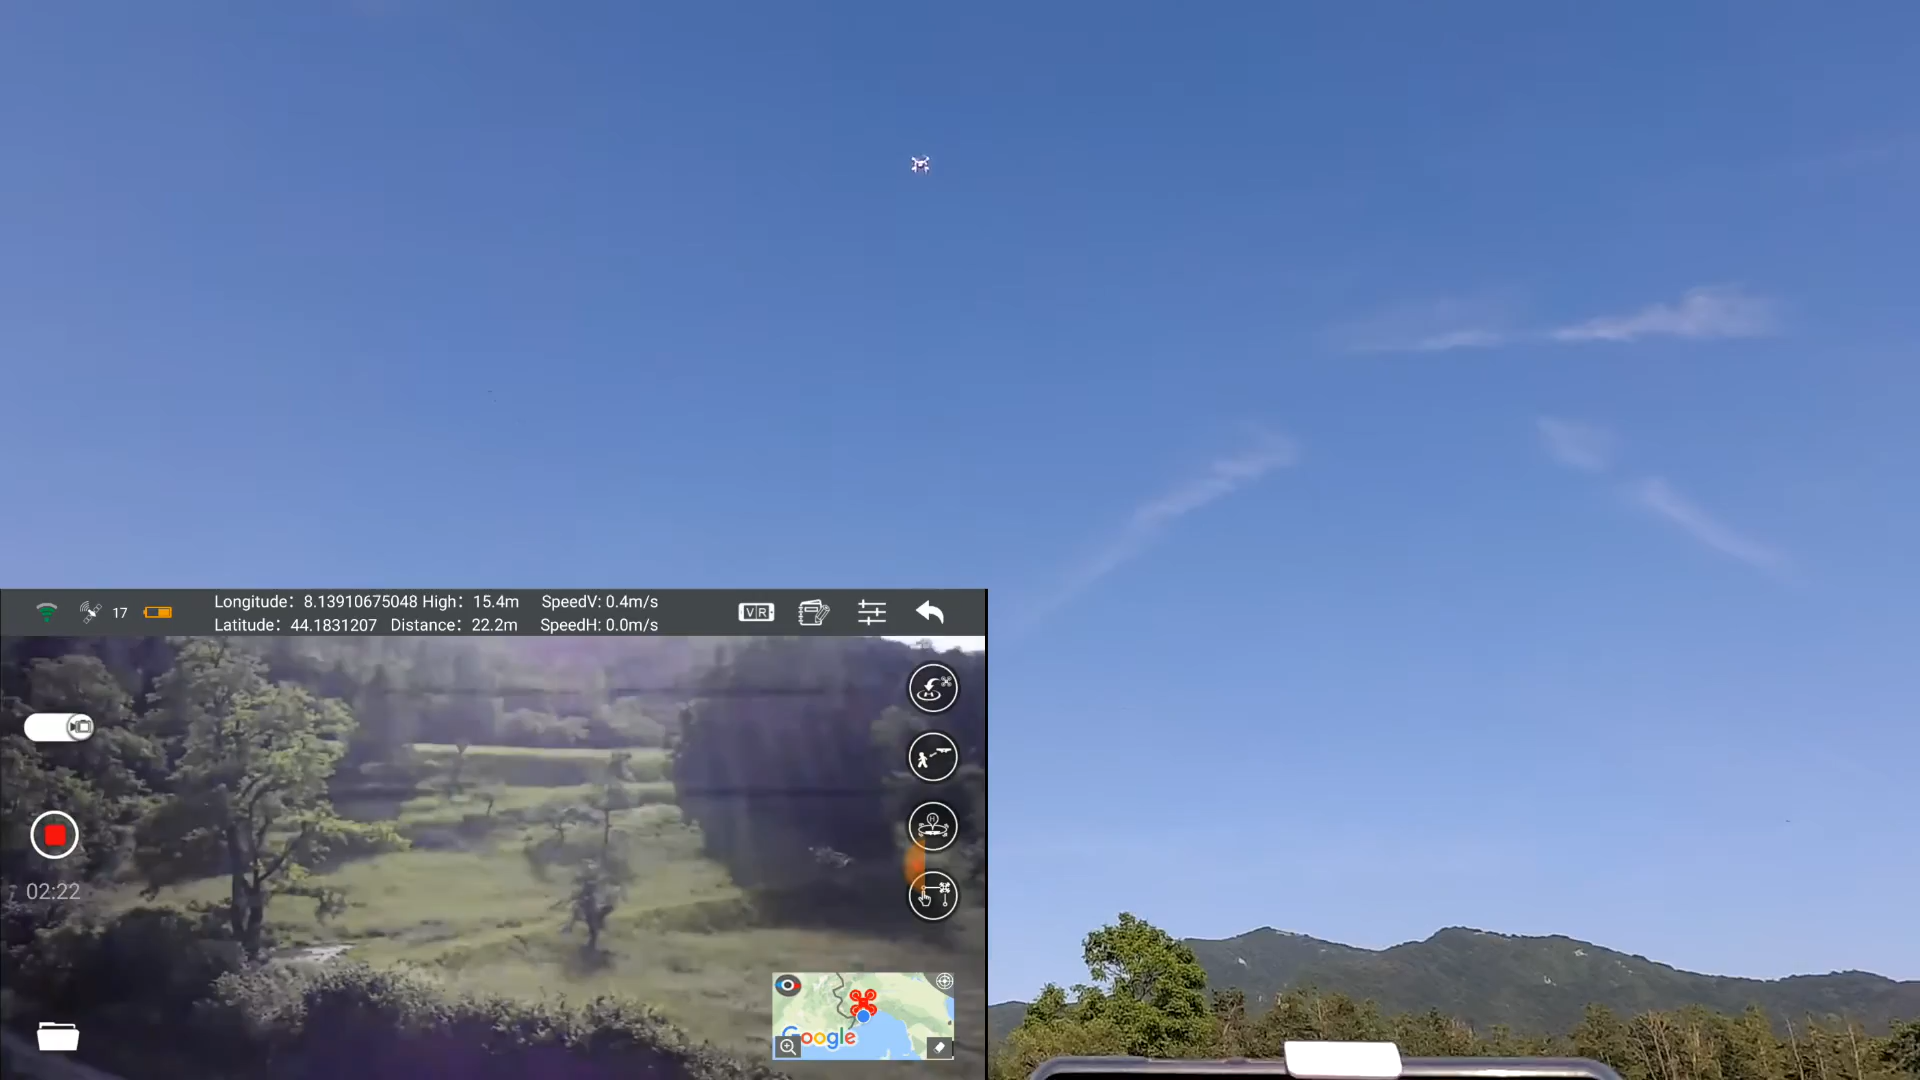 17
Longitude: 8.13910675048 High: 15.4m SpeedV: 0.4m/s
Latitude: 44.1831207 Distance: 22.2m SpeedH: 0.0m/s
VR
H
02:22
Google